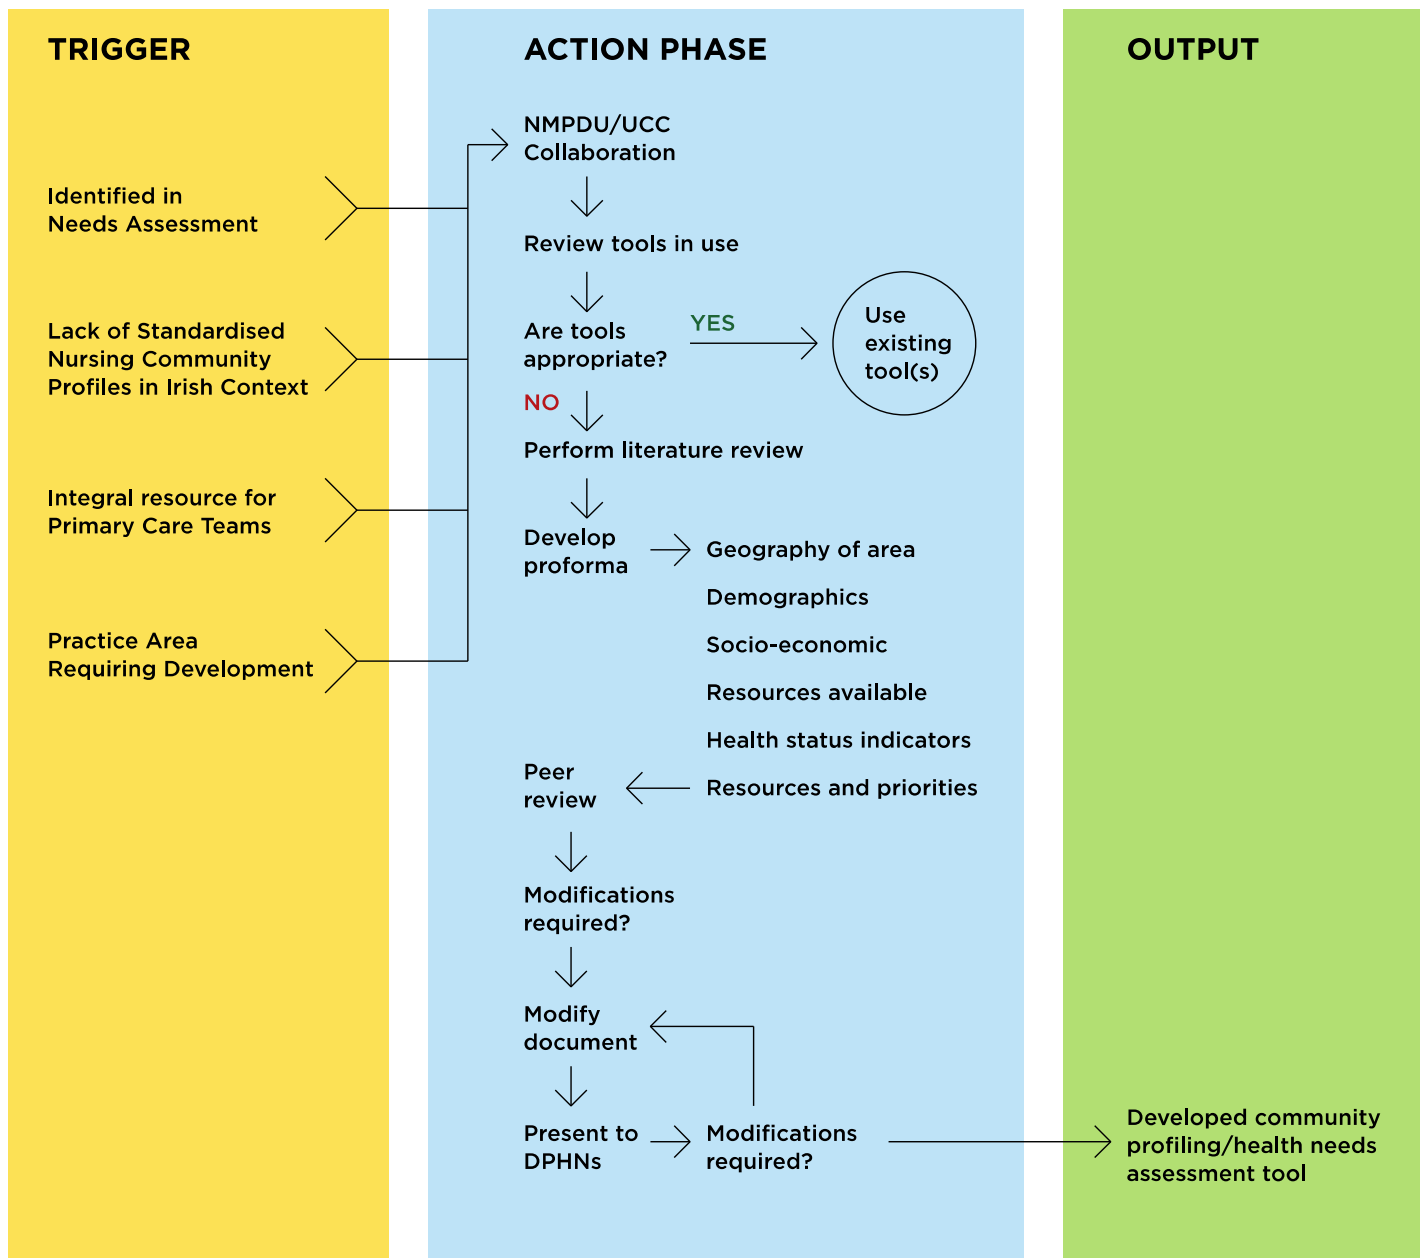 TRIGGER
Identified in
Needs Assessment
Lack of Standardised
Nursing Community
Profiles in Irish Context
Integral resource for
Primary Care Teams
Practice Area
Requiring Development
ACTION PHASE
NMPDU/UCC
Collaboration
Review tools in use
Are tools
appropriate?
YES
Use
existing
tool(s)
NO
Perform literature review
Develop
proforma
Geography of area
Demographics
Socio-economic
Resources available
Health status indicators
Resources and priorities
Peer
review
Modifications
required?
Modify
document
Present to
DPHNs
Modifications
required?
OUTPUT
Developed community
profiling/health needs
assessment tool